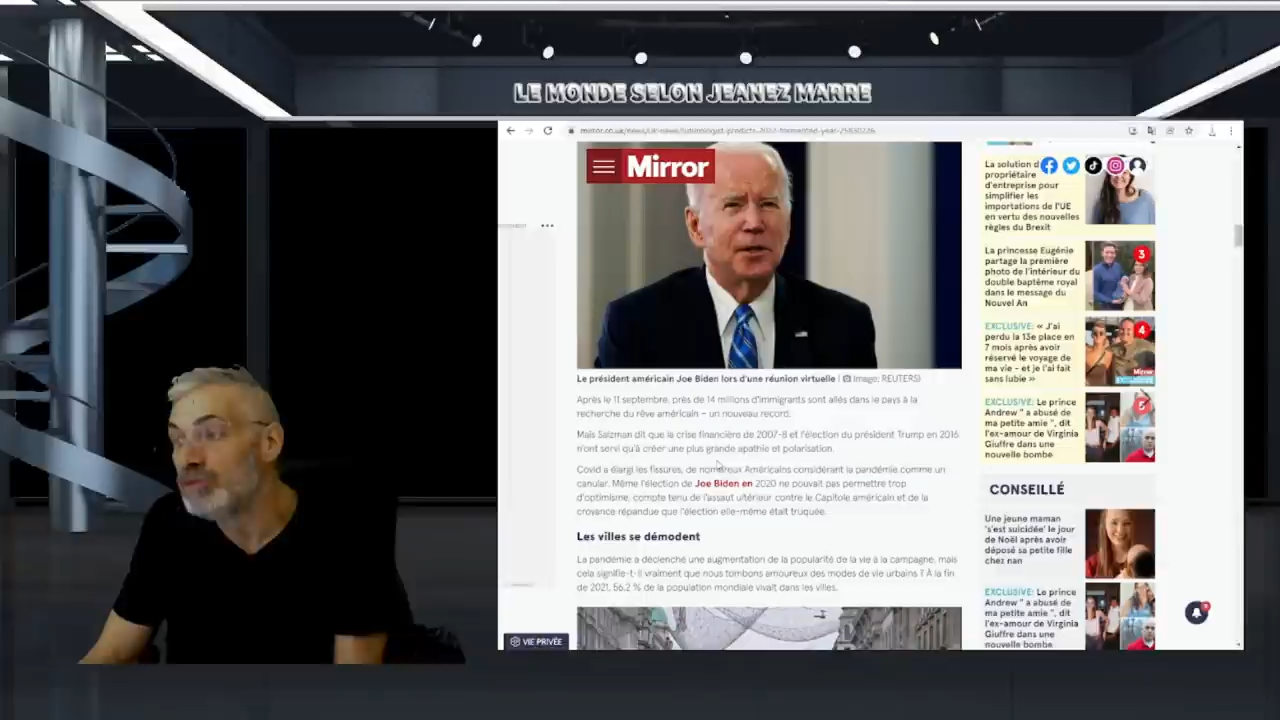 LE MONDE SELON JEANEZ MARRE
Mirror
Le président américain Joe Biden lors d'une réunion virtuelle | Image: REUTERS)
Après le 11 septembre, près de 14 millions d'immigrants sont allés dans le pays à la
recherche du rêve américain – un nouveau record.
Mais Salzman dit que la crise financière de 2007-8 et l'élection du président Trump en 2016
n'ont servi qu'à créer une plus grande apathie et polarisation.
Covid a élargi les fissures, de nombreux Américains considérant la pandémie comme un
canular. Même l'élection de Joe Biden en 2020 ne pouvait pas permettre trop
d'optimisme, compte tenu de l'assaut ultérieur contre le Capitole américain et de la
croyance répandue que l'élection elle-même était truquée.
Les villes se démodent
La pandémie a déclenché une augmentation de la popularité de la vie à la campagne, mais
cela signifie-t-il vraiment que nous tombons amoureux des modes de vie urbains ? À la fin
de 2021, 56,2 % de la population mondiale vivait dans les villes.
VIE PRIVÉE
La solution d
propriétaire
d'entreprise pour
simplifier les
importations de l'UE
en vertu des nouvelles
règles du Brexit
La princesse Eugénie
partage la première
photo de l'intérieur du
double baptême royal
dans le message du
Nouvel An
3
EXCLUSIVE: « J'ai
perdu la 15e place en
7 mois après avoir
réservé le voyage de
ma vie - et je l'ai fait
sans lubie »
4
Mirror
EXCLUSIVE: Le prince
Andrew " a abusé de
ma petite amie ", dit
l'ex-amour de Virginia
Giuffre dans une
nouvelle bombe
5
CONSEILLÉ
Une jeune maman
's'est suicidée' le jour
de Noël après avoir
déposé sa petite fille
chez nan
EXCLUSIVE: Le prince
Andrew " a abusé de
ma petite amie ", dit
l'ex-amour de Virginia
Giuffre dans une
nouvelle bombe